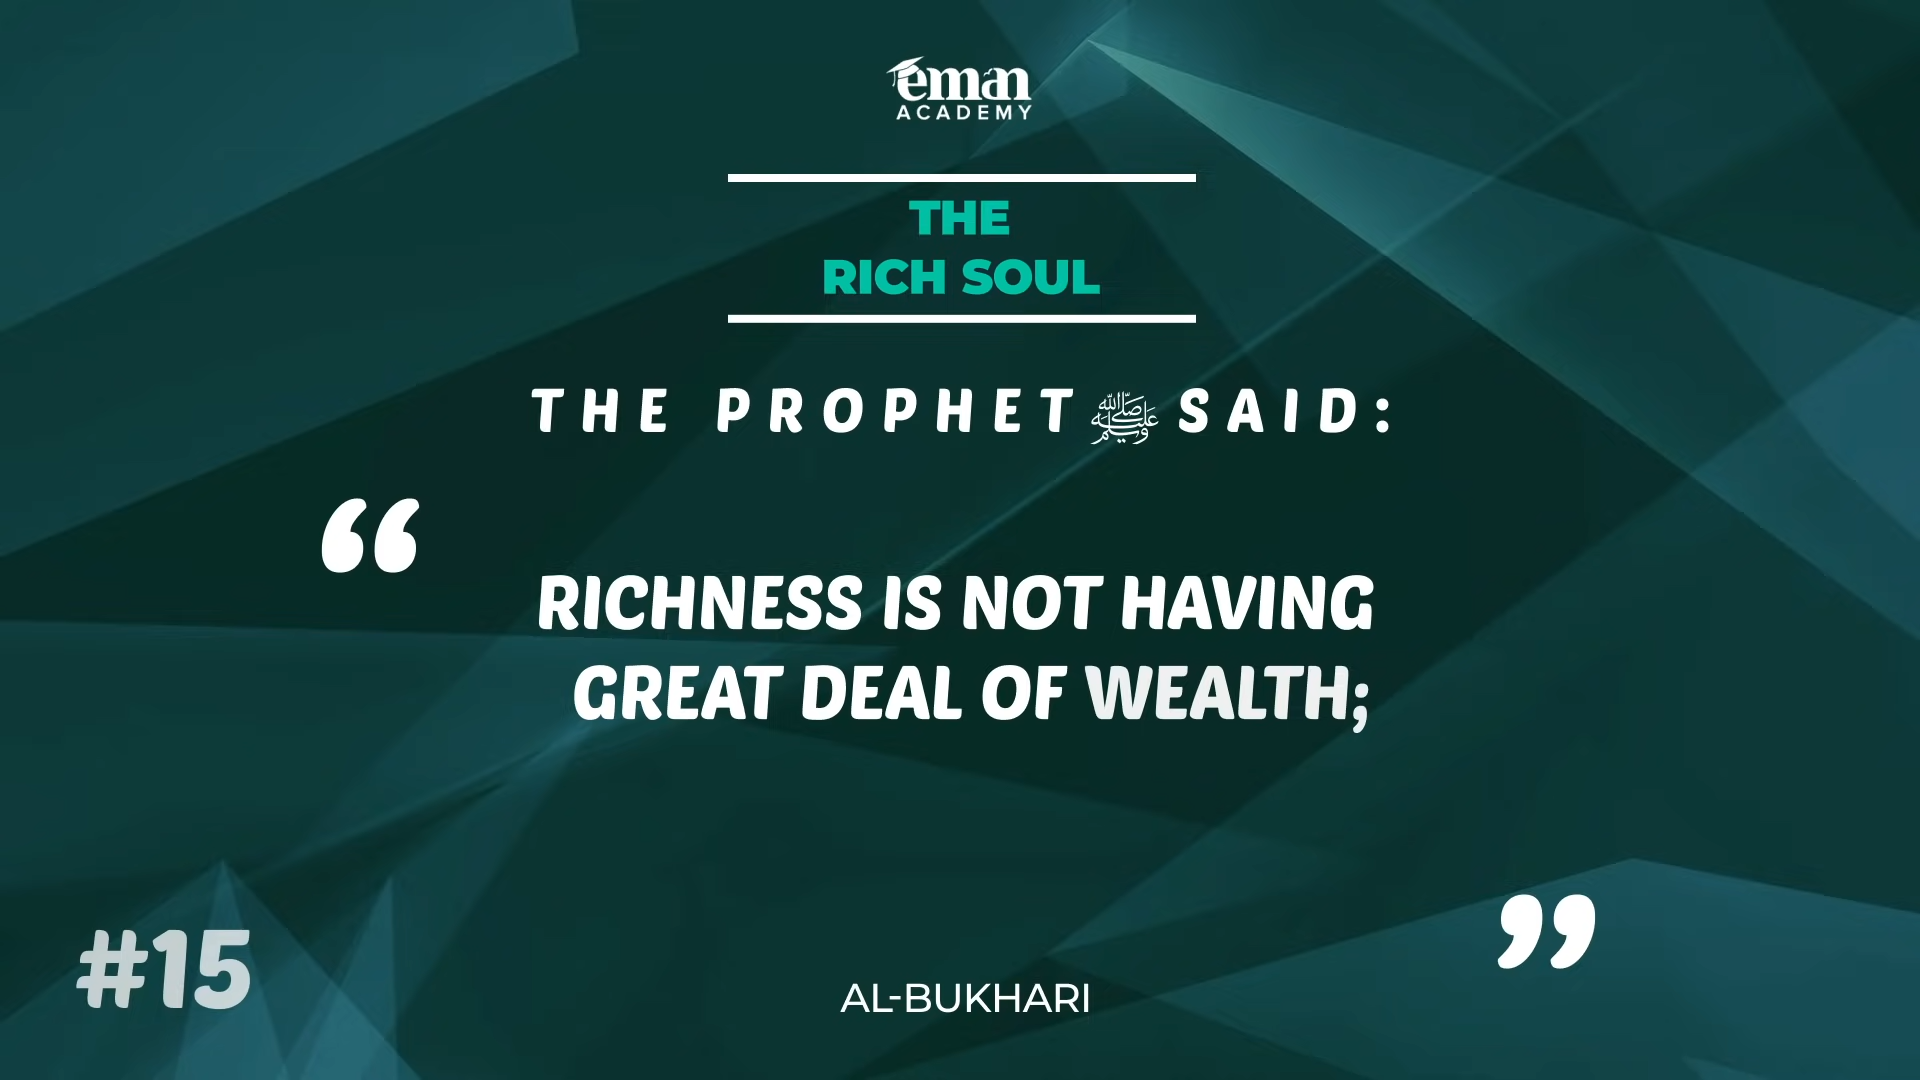 eman
ACADEMY
THE
RICH SOUL
THE PROPHET ﷺ SAID:
“
RICHNESS IS NOT HAVING
GREAT DEAL OF WEALTH;
”
#15
AL-BUKHARI